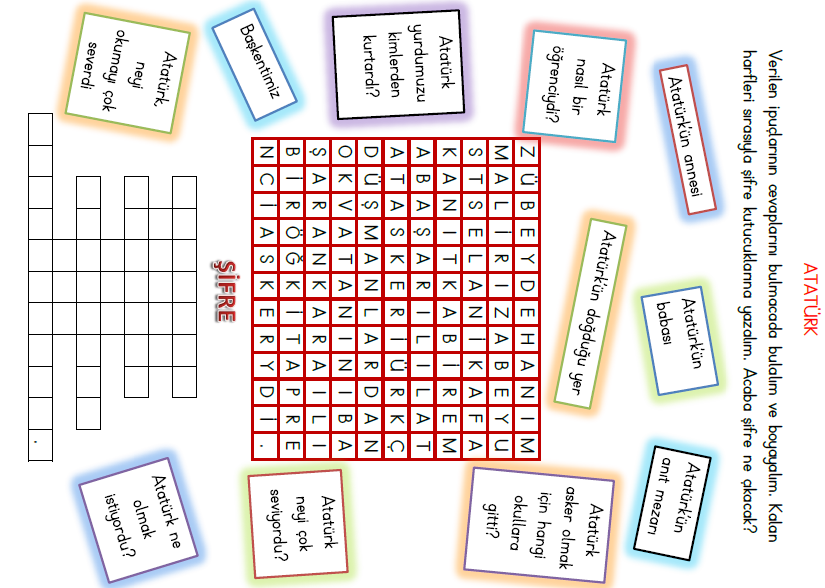 ATATÜRK
Verilen ipuçlarının cevaplarını bulmacada bulalım ve boyayalım. Kalan
harfleri sırasıyla şifre kutucuklarına yazalım. Acaba şifre ne çıkacak?
Atatürk'ün annesi
Atatürk'ün
babası
Atatürk'ün
anıt mezarı
Atatürk
nasıl bir
öğrenciydi?
Atatürk'ün doğduğu yer
Atatürk
asker olmak
için hangi
okullara
gitti?
Z Ü B E Y D E H A N I M
M A L İ R I Z A B E Y U
S T S E L A N İ K A F A
K A N I T K A B İ R E M
A B A Ş A R I L I L A T
A T A S K E R İ Ü R K Ç
D Ü Ş M A N L A R D A N
O K V A T A N I N I B A
Ş A R A N K A R A I L I
B İ R Ö Ğ K İ T A P R E
N C İ A S K E R Y D İ .
Atatürk
yurdumuzu
kimlerden
kurtardı?
Atatürk
neyi çok
seviyordu?
Başkentimiz
ŞİFRE
Atatürk,
neyi
okumayı çok
severdi
Atatürk ne
olmak
istiyordu?
.